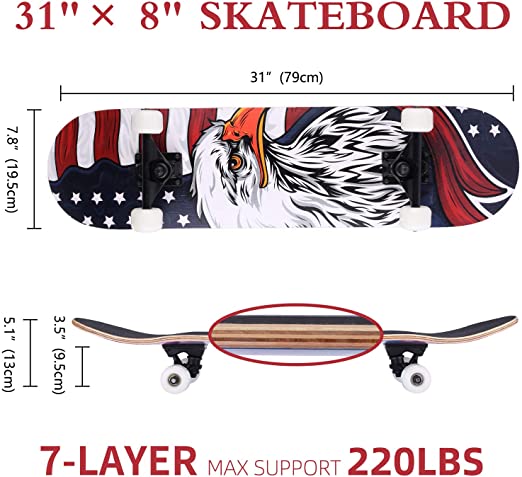 31"× 8" SKATEBOARD
31” (79cm)
7.8” (19.5cm)
5.1” (13cm)
3.5” (9.5cm)
7-LAYER MAX SUPPORT 220LBS